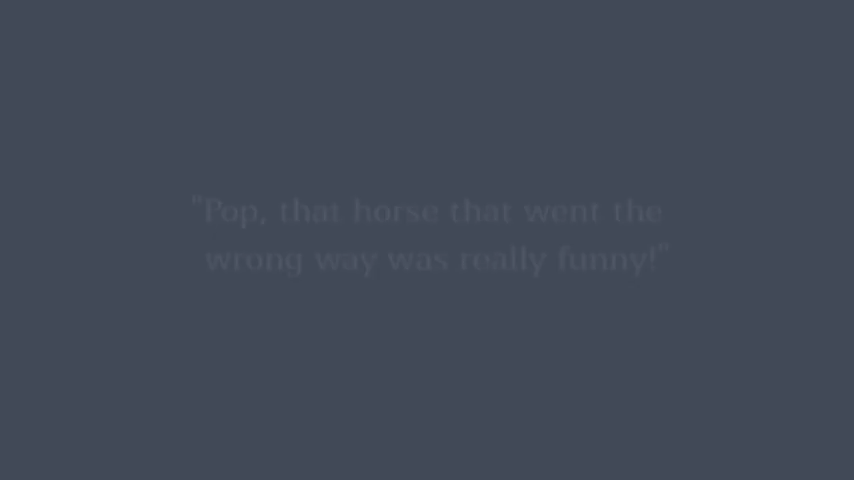 "Pop, that horse that went the
wrong way was really funny!"